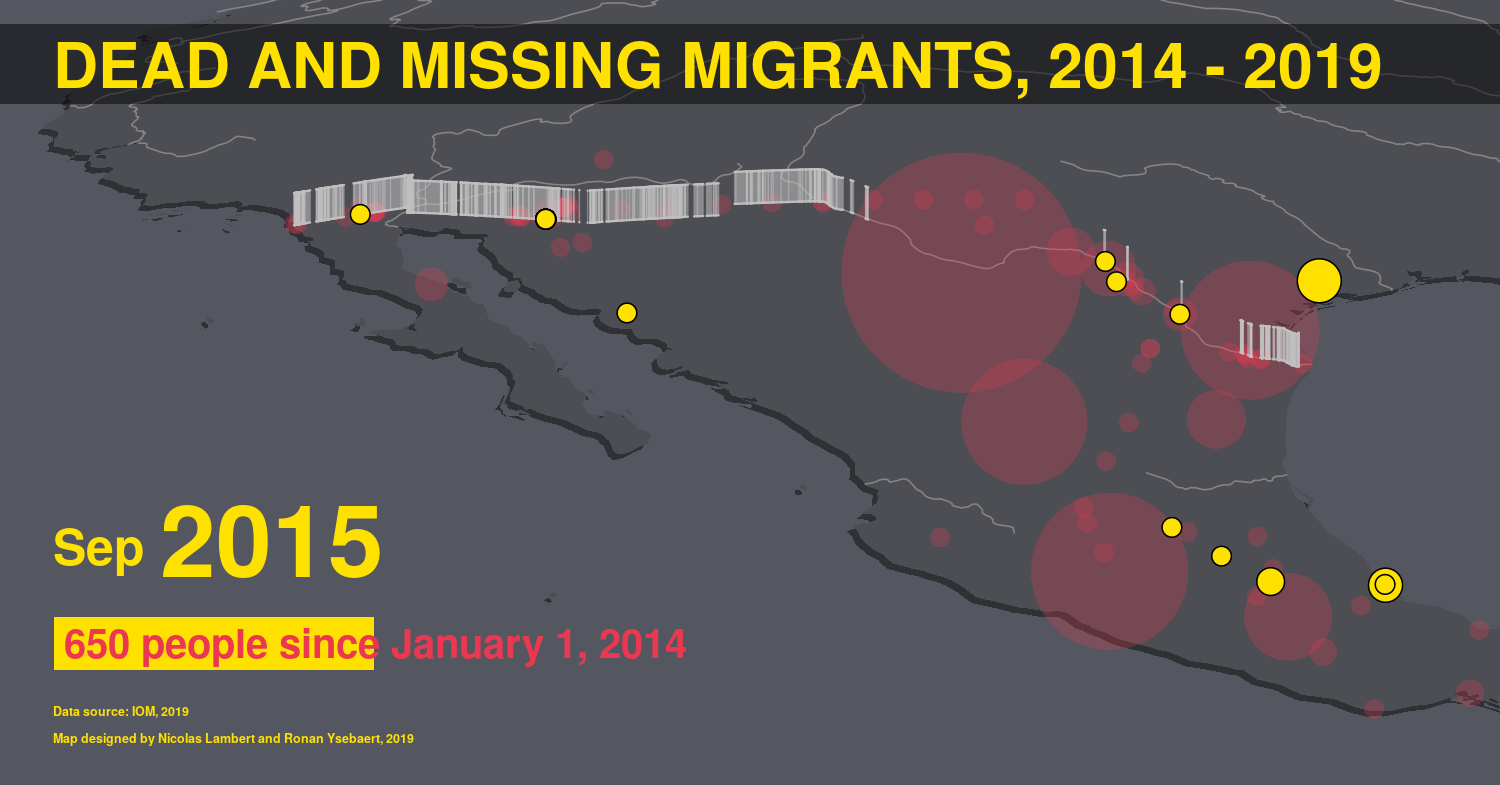 DEAD AND MISSING MIGRANTS, 2014 - 2019
Sep 2015
650 people since January 1, 2014
Data source: IOM, 2019
Map designed by Nicolas Lambert and Ronan Ysebaert, 2019